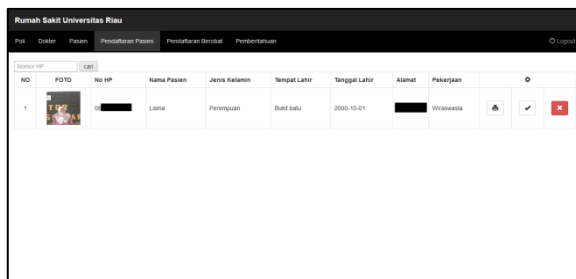 Rumah Sakit Universitas Riau
Poli Dokter Pasien Pendaftaran Pasien Pendaftaran Berobat Pemberitahuan Logout
Nomor HP cari
NO FOTO No HP Nama Pasien Jenis Kelamin Tempat Lahir Tanggal Lahir Alamat Pekerjaan
1 Lisma Perempuan Bukit batu 2000-10-01 Wiraswasta